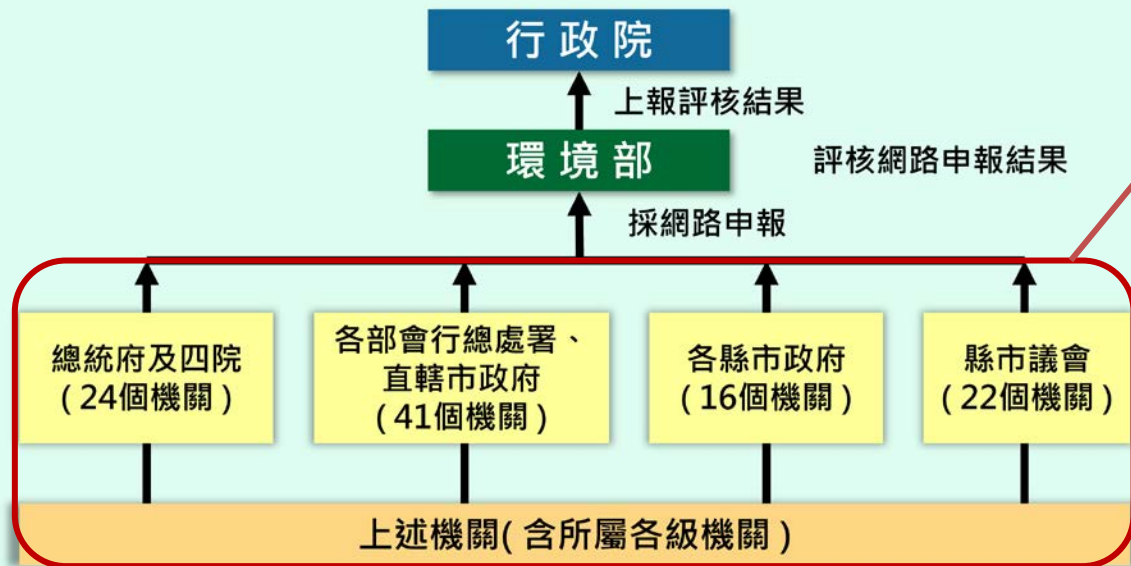 行政院
上報評核結果
環境部
評核網路申報結果
採網路申報
總統府及四院
(24個機關)
各部會行總處署、
直轄市政府
(41個機關)
各縣市政府
(16個機關)
縣市議會
(22個機關)
上述機關(含所屬各級機關)